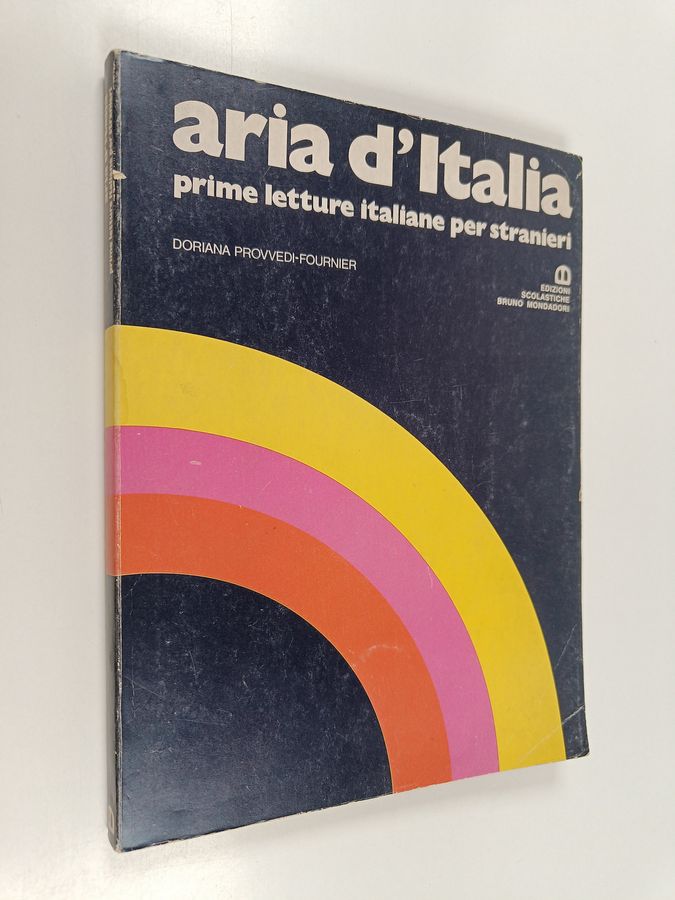 aria d'Italia
prime letture italiane per stranieri
DORIANA PROVVEDI-FOURNIER
EDIZIONI
SCOLASTICHE
BRUNO MONDADORI